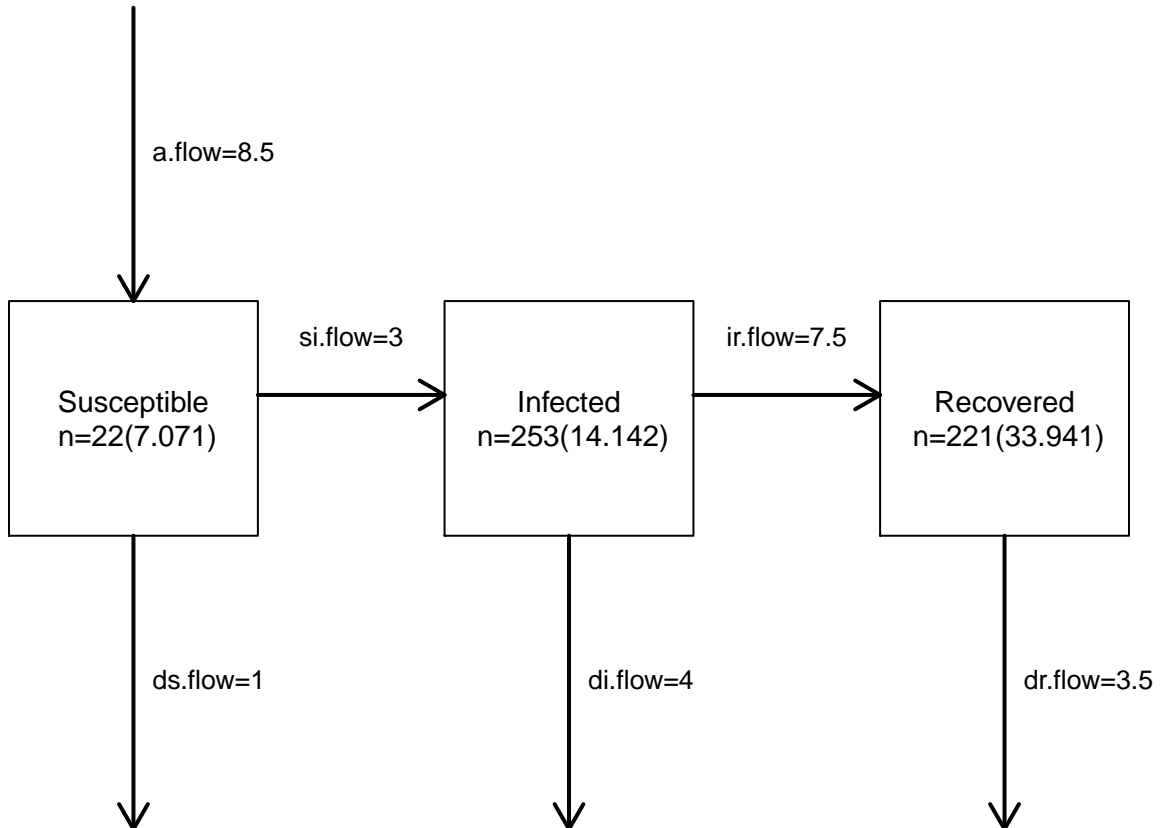 a.flow=8.5
si.flow=3
ir.flow=7.5
Susceptible
n=22(7.071)
Infected
n=253(14.142)
Recovered
n=221(33.941)
ds.flow=1
di.flow=4
dr.flow=3.5